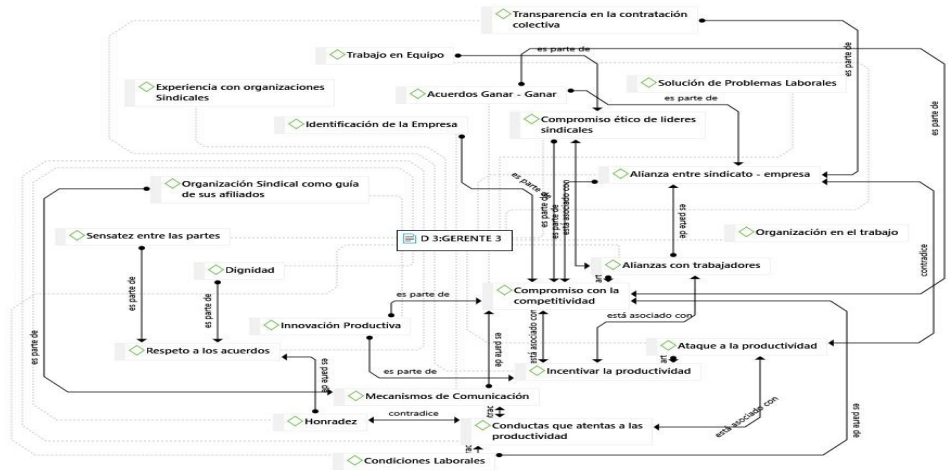 Transparencia en la contratación
colectiva
es parte de
Trabajo en Equipo
es parte de
Experiencia con organizaciones
Sindicales
Acuerdos Ganar - Ganar
Solución de Problemas Laborales
es parte de
es parte de
Identificación de la Empresa
Compromiso ético de lideres
sindicales
Organización Sindical como guía
de sus afiliados
es parte de
es parte de
es parte de
está asociado con
Alianza entre sindicato - empresa
es parte de
Sensatez entre las partes
D 3:GERENTE 3
Organización en el trabajo
contradice
Dignidad
Alianzas con trabajadores
es parte de
es parte de
es parte de
Compromiso con la
competitividad
Innovación Productiva
está asociado con
está asociado con
es parte de
Respeto a los acuerdos
es parte de
Ataque a la productividad
es parte de
Incentivar la productividad
es parte de
Mecanismos de Comunicación
Honradez
contradice
está asociado con
es parte de
Conductas que atentas a las
productividad
Condiciones Laborales